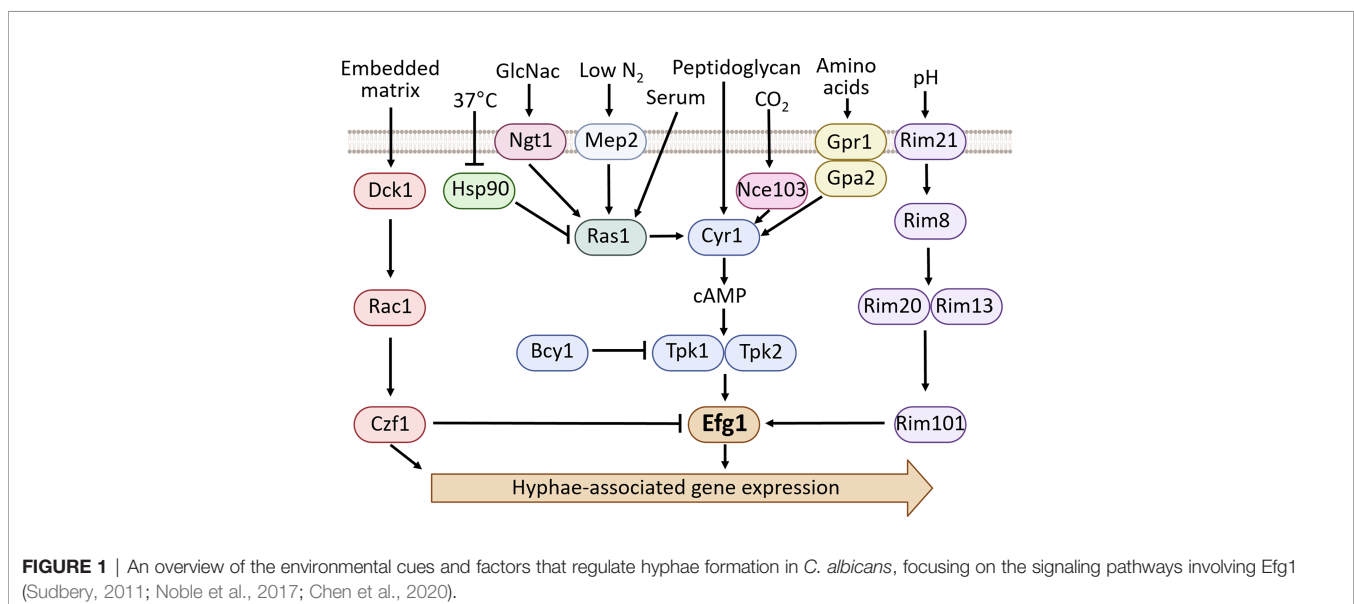 Embedded
matrix
37°C
GlcNac
Low N₂
Serum
Peptidoglycan
CO₂
Amino
acids
pH
Ngt1
Mep2
Gpr1
Rim21
Dck1
Hsp90
Nce103
Gpa2
Ras1
Cyr1
Rim8
cAMP
Rac1
Rim20
Rim13
Bcy1
Tpk1
Tpk2
Czf1
Efg1
Rim101
Hyphae-associated gene expression
FIGURE 1 | An overview of the environmental cues and factors that regulate hyphae formation in C. albicans, focusing on the signaling pathways involving Efg1
(Sudbery, 2011; Noble et al., 2017; Chen et al., 2020).